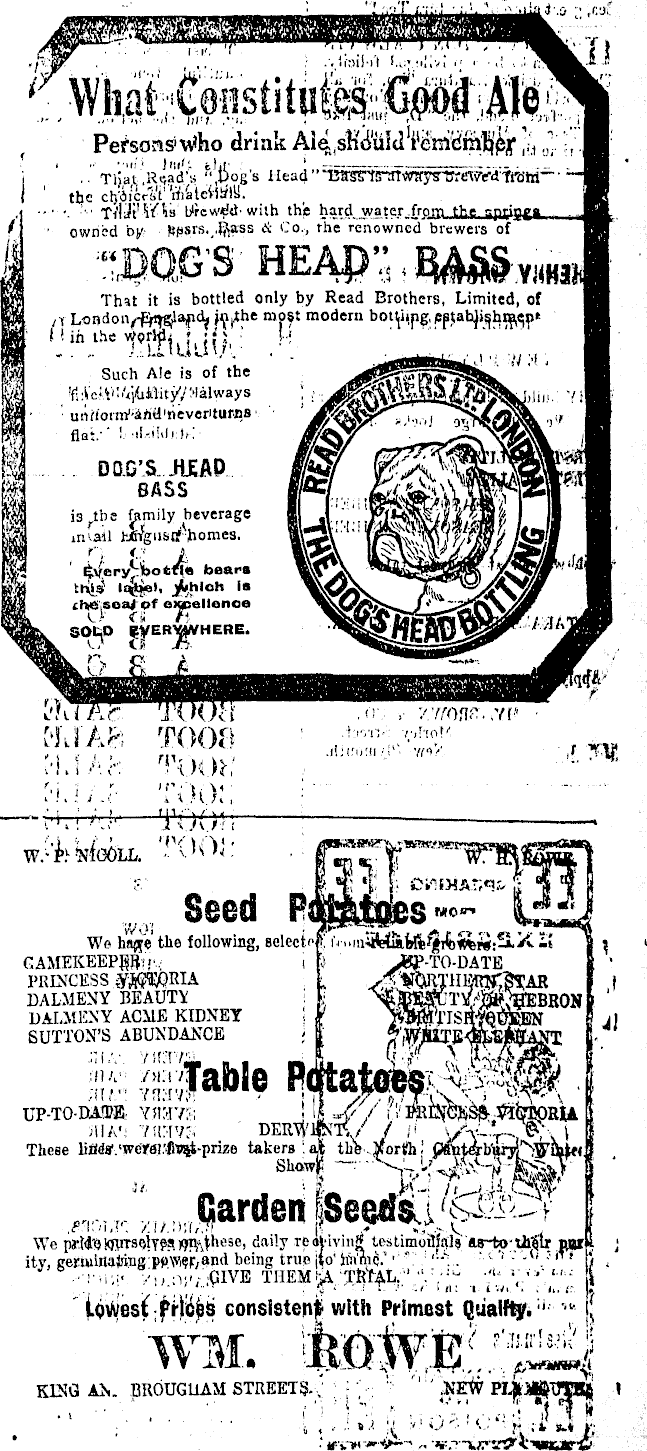 What Constitutes Good Ale
Persons who drink Ale should remember
That Read's "Dog's Head" Bass is always brewed from
the choicest materials.
That it is brewed with the hard water from the springs
owned by Bass & Co., the renowned brewers of
"DOG'S HEAD" BASS
That it is bottled only by Read Brothers, Limited, of
London, England, in the most modern bottling establishment
in the world.
Such Ale is of the
finest quality, always
uniform and never turns
flat.
DOG'S HEAD
BASS
is the family beverage
in all English homes.
Every bottle bears
this label, which is
the seal of excellence
SOLD EVERYWHERE.
READ BROTHERS LTD. LONDON
THE DOG'S HEAD BOTTLING
W. P. NICOLL. W. H. ROWE.
Seed Potatoes
We have the following, selected from reliable growers:
GAMEKEEPER UP-TO-DATE
PRINCESS VICTORIA NORTHERN STAR
DALMENY BEAUTY BEAUTY OF HEBRON
DALMENY ACME KIDNEY BRITISH QUEEN
SUTTON'S ABUNDANCE WHITE ELEPHANT
Table Potatoes
UP-TO-DATE PRINCESS VICTORIA
DERWENT.
These lines were first-prize takers at the North Canterbury Winter
Show
Garden Seeds
We pride ourselves on these, daily receiving testimonials as to their pur-
ity, germinating power, and being true to name.
GIVE THEM A TRIAL.
Lowest Prices consistent with Primest Quality.
WM. ROWE
KING AN. BROUGHAM STREETS. NEW PLYMOUTH.